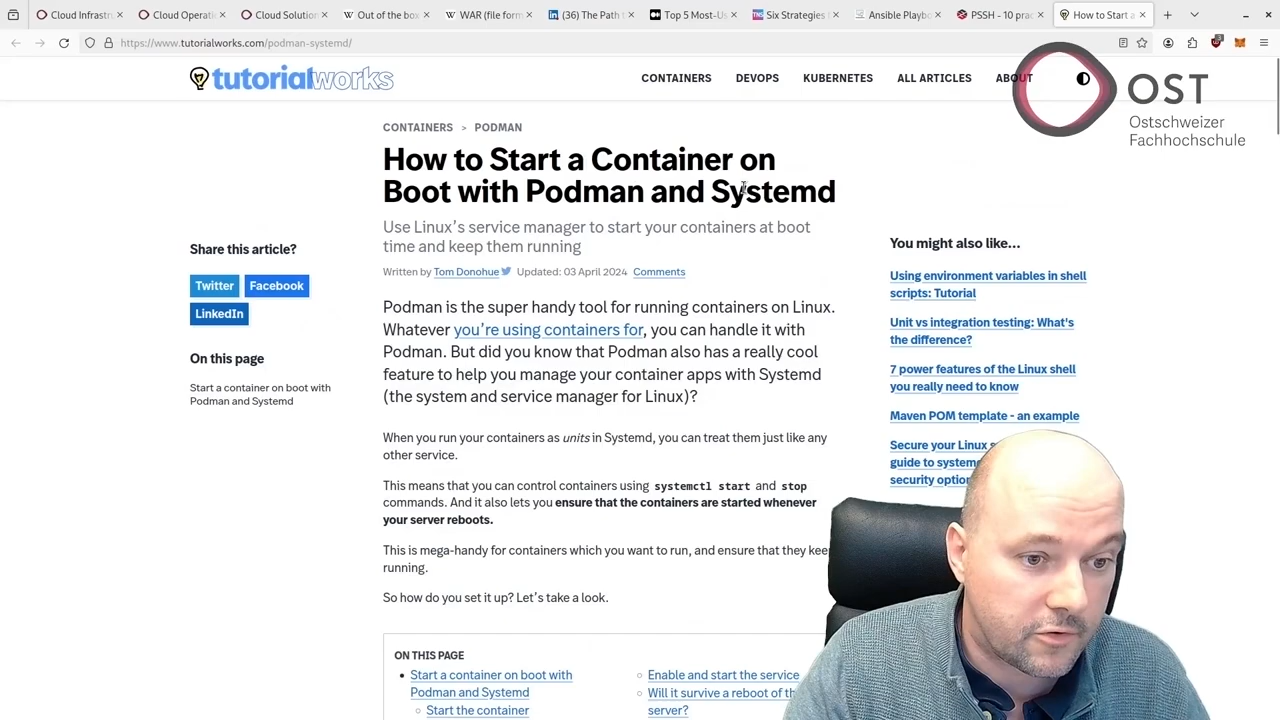 Cloud Infrastr
Cloud Operati
Cloud Solution
Out of the box
WAR (file form
(36) The Path t
Top 5 Most-Us
Six Strategies f
Ansible Playbo
PSSH - 10 prac
How to Start a
https://www.tutorialworks.com/podman-systemd/
tutorialworks
CONTAINERS
DEVOPS
KUBERNETES
ALL ARTICLES
ABOUT
OST
Ostschweizer
Fachhochschule
CONTAINERS > PODMAN
How to Start a Container on
Boot with Podman and Systemd
Use Linux's service manager to start your containers at boot
time and keep them running
Written by Tom Donohue Updated: 03 April 2024 Comments
Share this article?
Twitter
Facebook
LinkedIn
On this page
Start a container on boot with
Podman and Systemd
Podman is the super handy tool for running containers on Linux.
Whatever you're using containers for, you can handle it with
Podman. But did you know that Podman also has a really cool
feature to help you manage your container apps with Systemd
(the system and service manager for Linux)?
When you run your containers as units in Systemd, you can treat them just like any
other service.
This means that you can control containers using systemctl start and stop
commands. And it also lets you ensure that the containers are started whenever
your server reboots.
This is mega-handy for containers which you want to run, and ensure that they kee
running.
So how do you set it up? Let's take a look.
ON THIS PAGE
Start a container on boot with
Podman and Systemd
Start the container
Enable and start the service
Will it survive a reboot of th
server?
You might also like...
Using environment variables in shell
scripts: Tutorial
Unit vs integration testing: What's
the difference?
7 power features of the Linux shell
you really need to know
Maven POM template - an example
Secure your Linux s
guide to systemd
security option